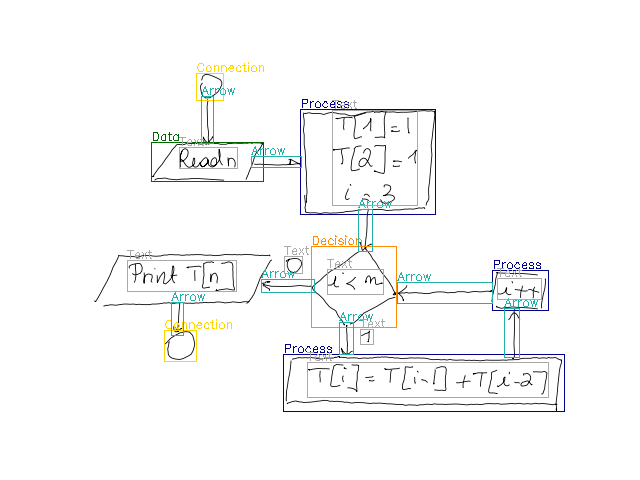 Connection
Arrow
Process
Text
Data
Text
Read n
Arrow
T[1]=1
T[2]=1
i=3
Arrow
Decision
Text
Print T[n]
Text
0
Text
i<n
Arrow
Arrow
Process
Text
i++
Arrow
Arrow
Arrow
Connection
Text
1
Process
Text
T[i]=T[i-1]+T[i-2]